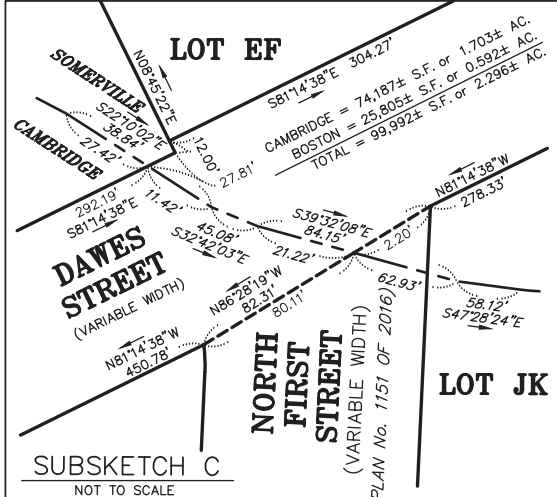 LOT EF
N08°45'22"E
SOMERVILLE
S22°10'02"E
38.64'
CAMBRIDGE
27.42'
12.00'
27.81'
S81°14'38"E 304.27'
CAMBRIDGE = 74,187± S.F. or 1.703± AC.
BOSTON = 25,805± S.F. or 0.592± AC.
TOTAL = 99,992± S.F. or 2.296± AC.
292.19'
S81°14'38"E
11.42'
45.08'
S32°42'03"E
21.22'
S39°32'08"E
84.15'
N81°14'38"W
278.33'
2.20'
62.93'
58.12'
S47°28'24"E
DAWES
STREET
(VARIABLE WIDTH)
N86°28'19"W
82.31'
80.11'
N81°14'38"W
450.78'
NORTH
FIRST
STREET
(VARIABLE WIDTH)
PLAN No. 1151 OF 2016)
LOT JK
SUBSKETCH C
NOT TO SCALE